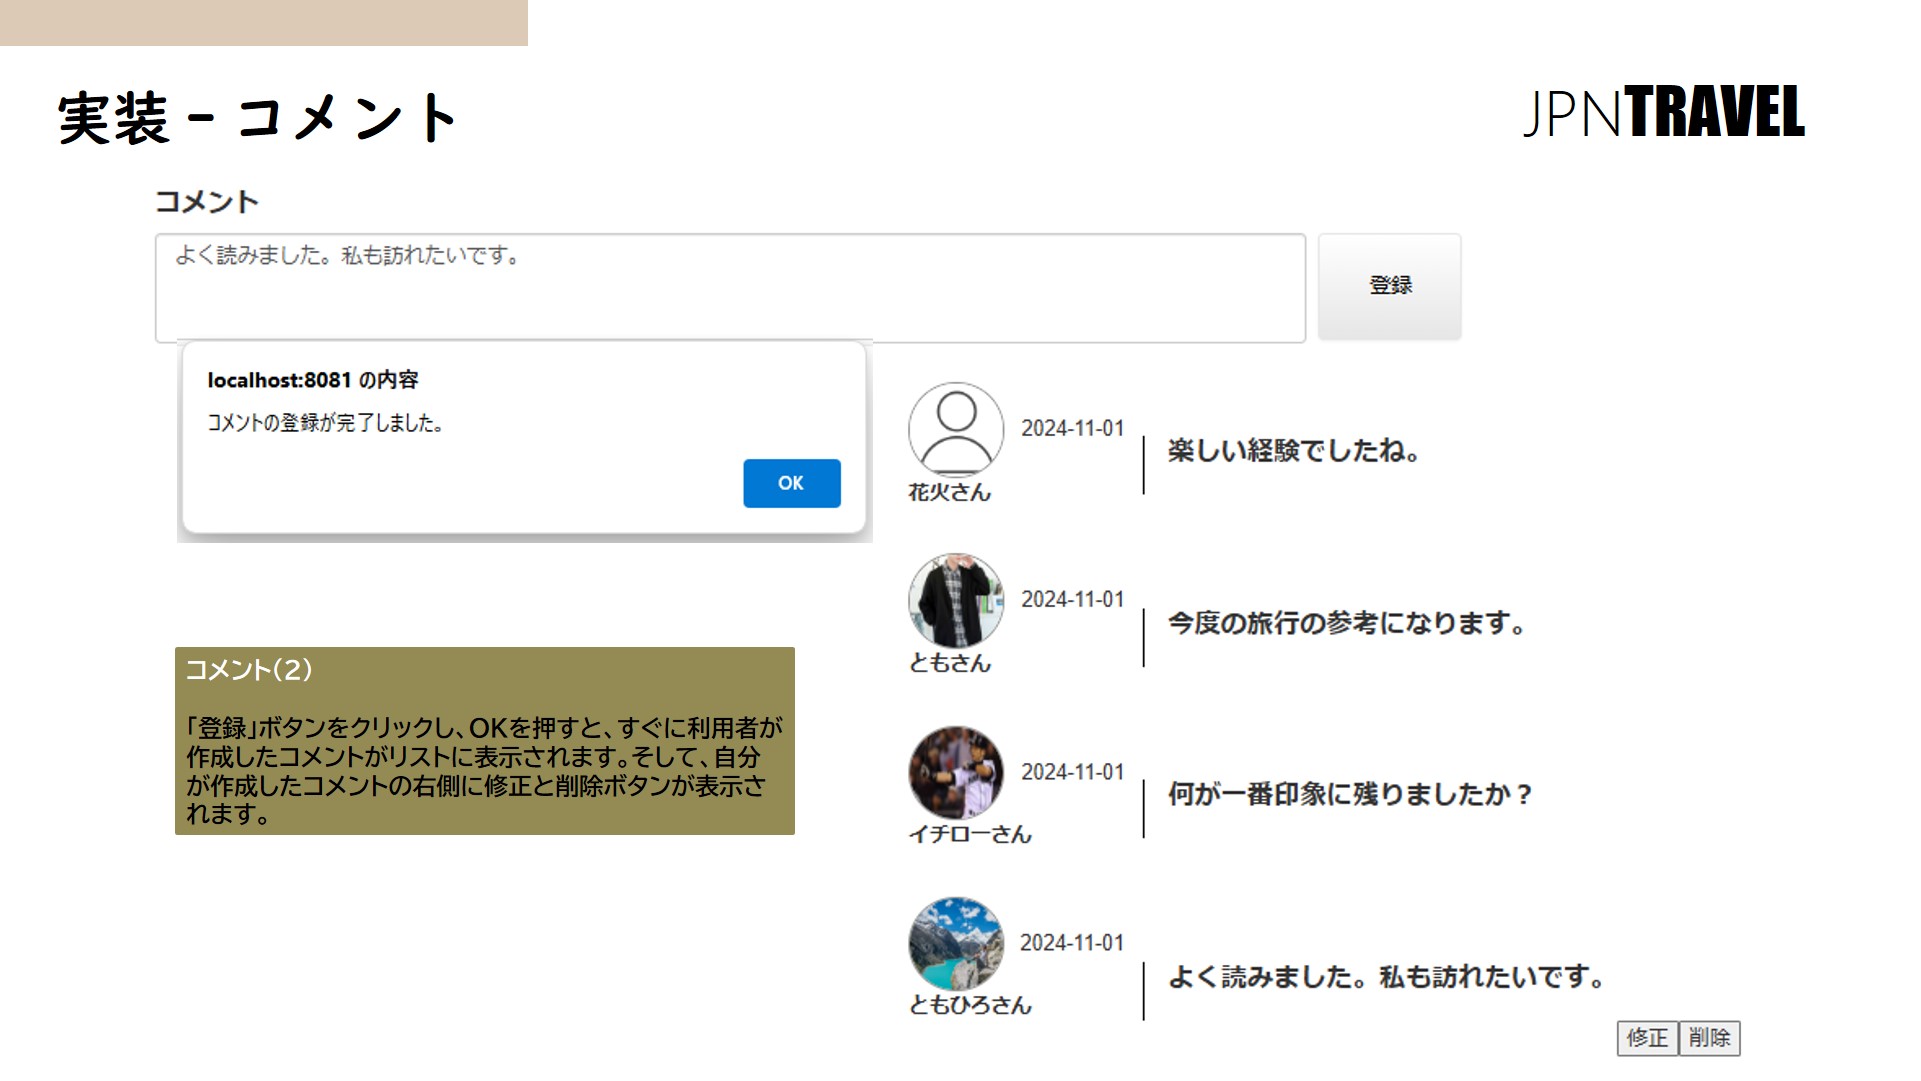 実装 - コメント
JPNTRAVEL
コメント
よく読みました。私も訪れたいです。
登録
localhost:8081 の内容
コメントの登録が完了しました。
OK
コメント(2)
「登録」ボタンをクリックし、OKを押すと、すぐに利用者が
作成したコメントがリストに表示されます。そして、自分
が作成したコメントの右側に修正と削除ボタンが表示さ
れます。
2024-11-01
楽しい経験でしたね。
花火さん
2024-11-01
今度の旅行の参考になります。
ともさん
2024-11-01
何が一番印象に残りましたか？
イチローさん
2024-11-01
よく読みました。私も訪れたいです。
ともひろさん
修正 削除